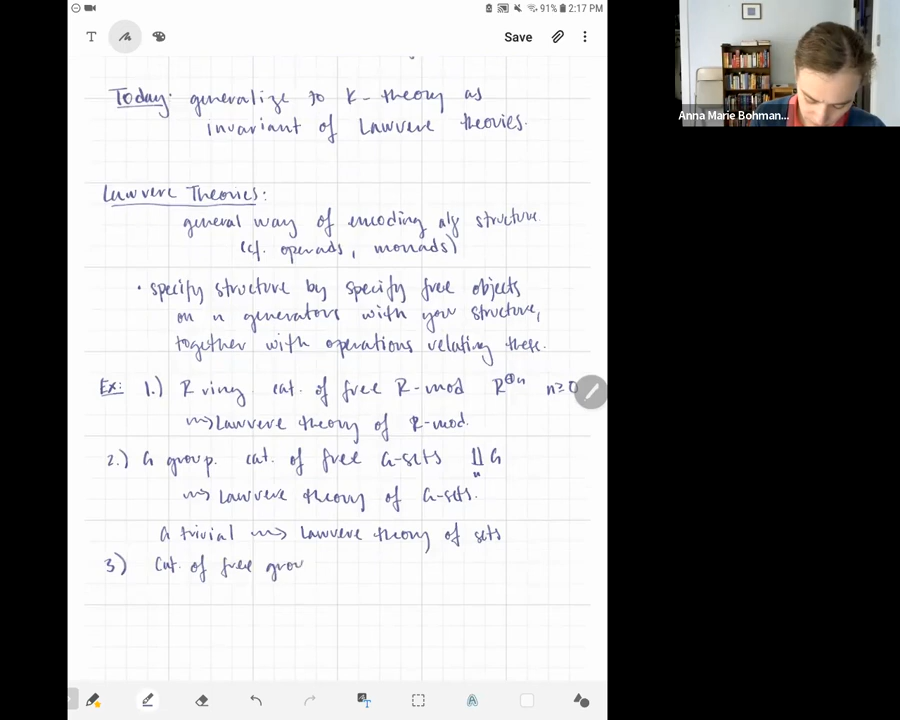 91% 2:17 PM
T
Save
Today: generalize to K-theory as
invariant of Lawvere theories.
Lawvere Theories:
general way of encoding alg structure
(cf. operads, monads)
• specify structure by specify free objects
on n generators with your structure,
together with operations relating these.
Ex: 1.) R ring. cat. of free R-mod R⊕n n≥0
⇝ Lawvere theory of R-mod.
2.) G group. cat. of free G-sets ∐n G
⇝ Lawvere theory of G-sets.
G trivial ⇝ Lawvere theory of sets
3) Cat. of free grou
Anna Marie Bohman...